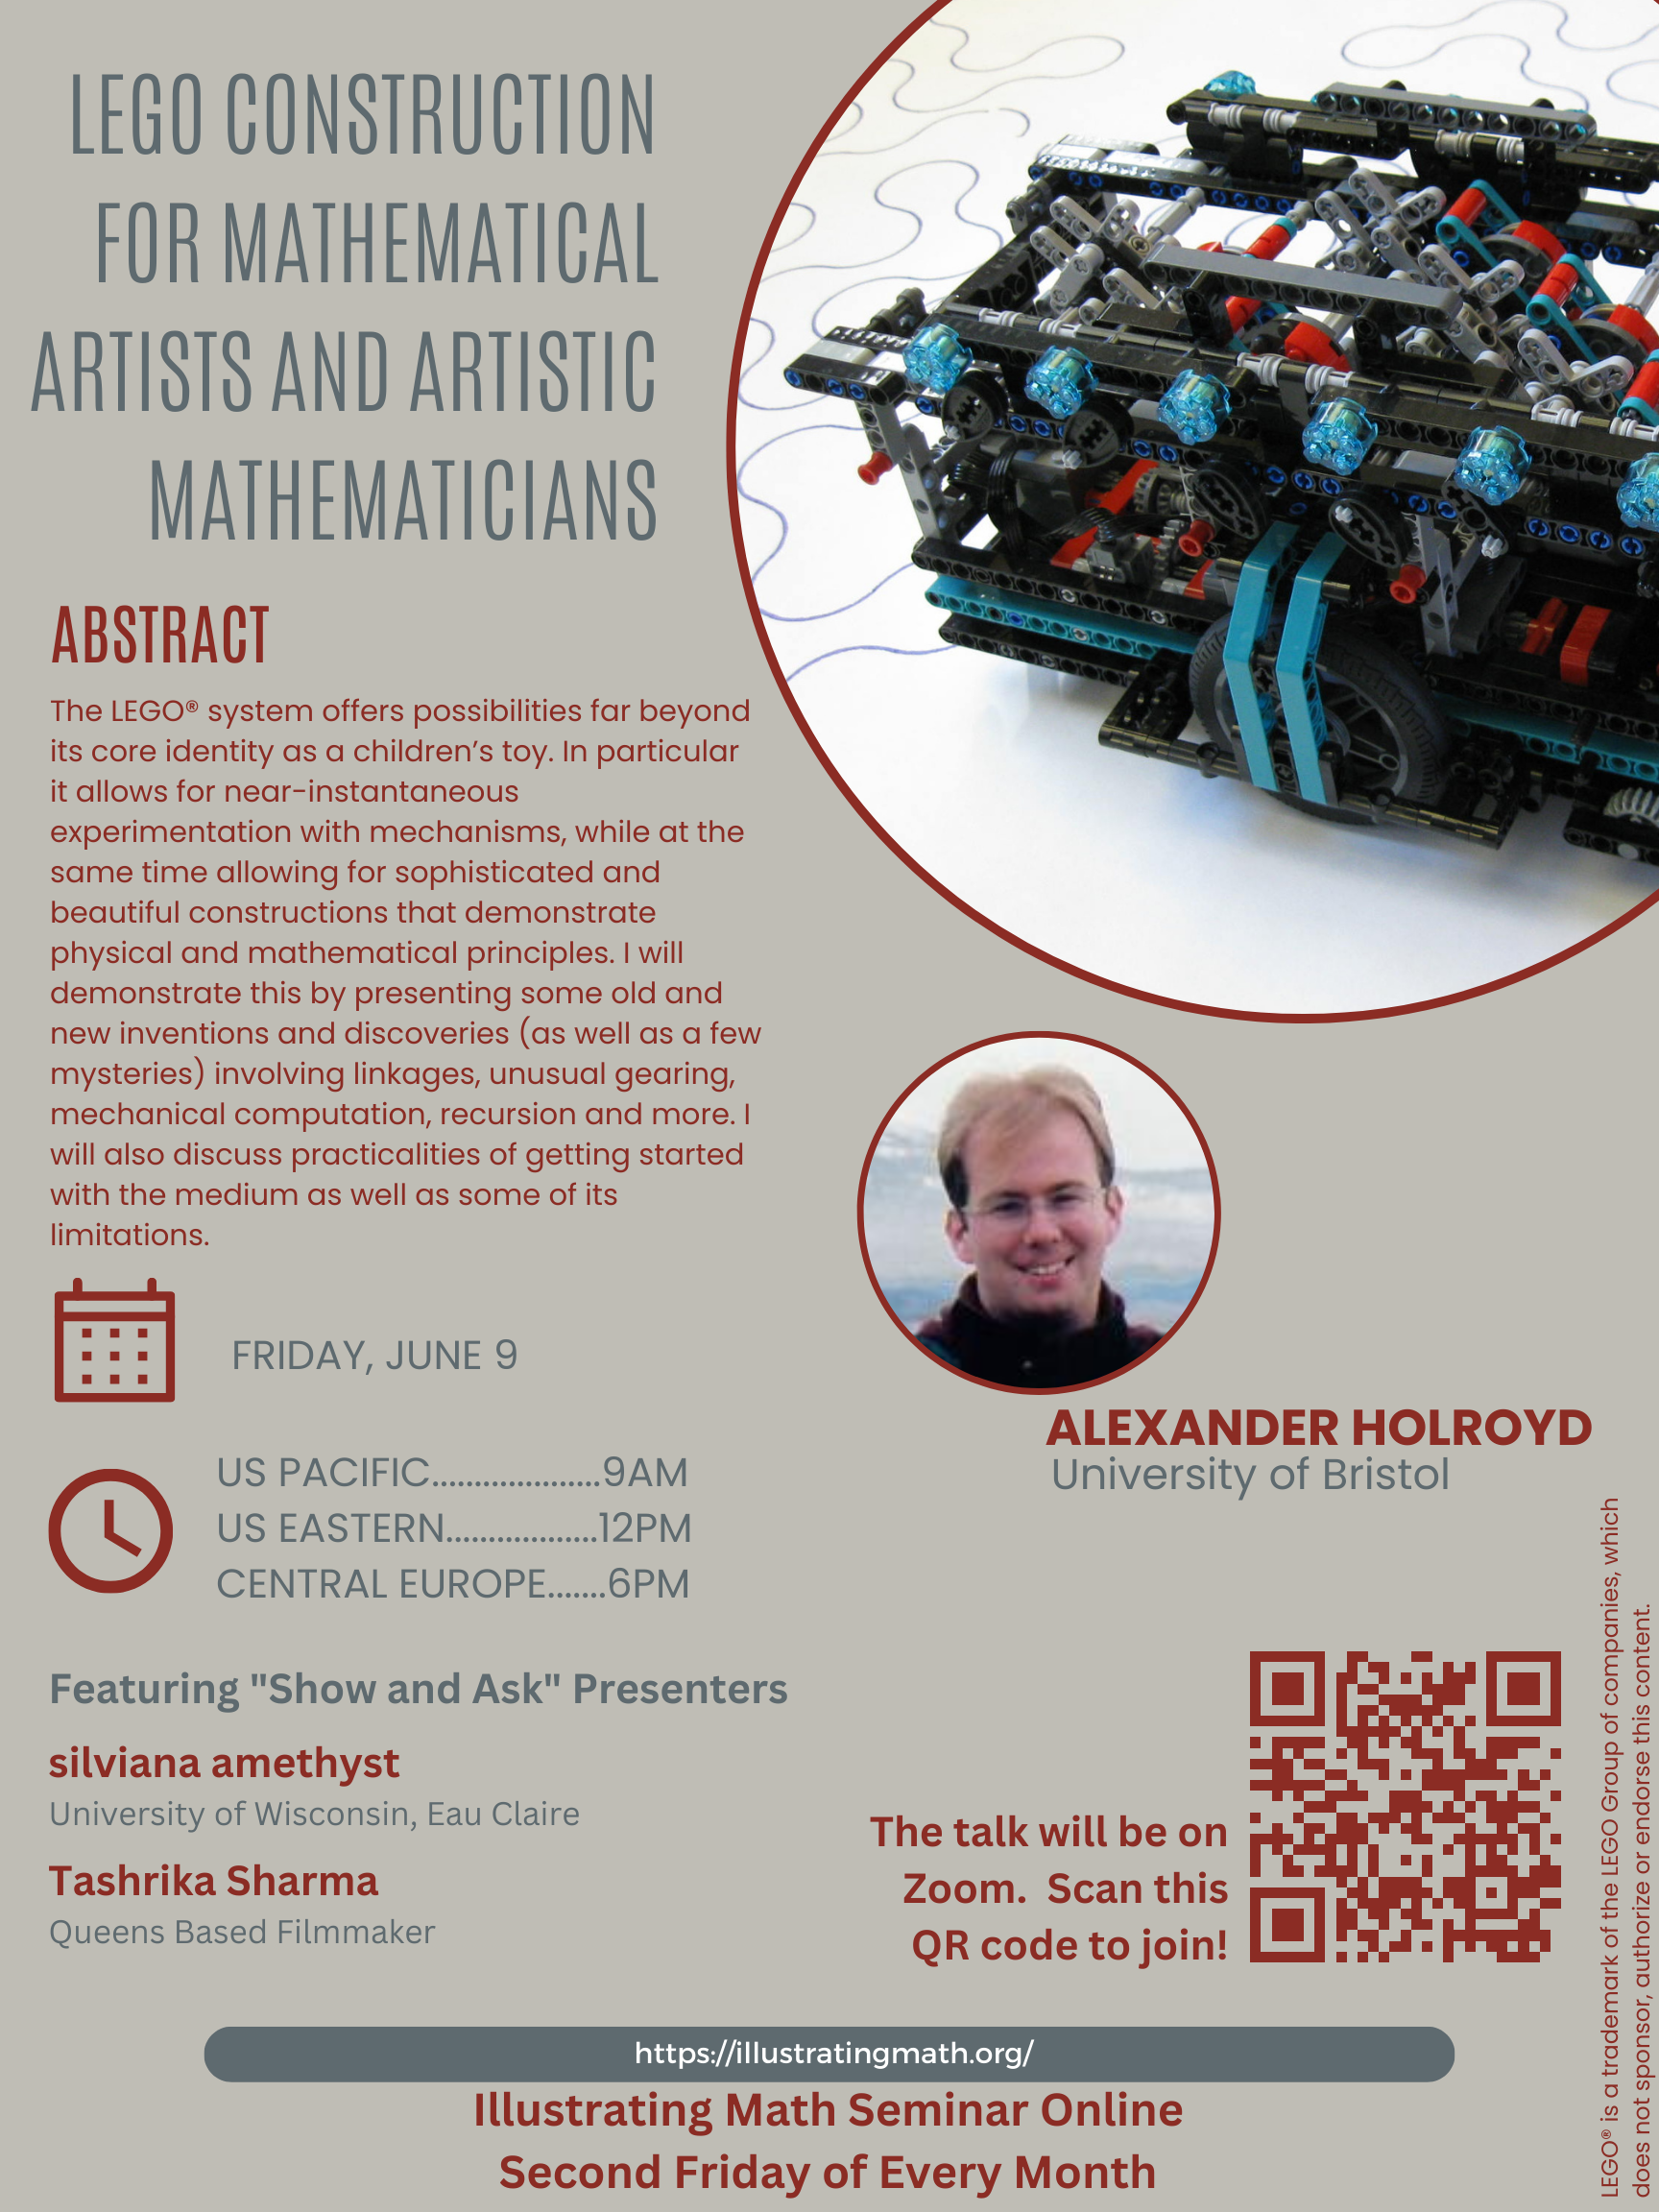 LEGO CONSTRUCTION
FOR MATHEMATICAL
ARTISTS AND ARTISTIC
MATHEMATICIANS
ABSTRACT
The LEGO® system offers possibilities far beyond
its core identity as a children's toy. In particular
it allows for near-instantaneous
experimentation with mechanisms, while at the
same time allowing for sophisticated and
beautiful constructions that demonstrate
physical and mathematical principles. I will
demonstrate this by presenting some old and
new inventions and discoveries (as well as a few
mysteries) involving linkages, unusual gearing,
mechanical computation, recursion and more. I
will also discuss practicalities of getting started
with the medium as well as some of its
limitations.
FRIDAY, JUNE 9
US PACIFIC....................9AM
US EASTERN..................12PM
CENTRAL EUROPE.......6PM
ALEXANDER HOLROYD
University of Bristol
Featuring "Show and Ask" Presenters
silviana amethyst
University of Wisconsin, Eau Claire
Tashrika Sharma
Queens Based Filmmaker
The talk will be on
Zoom.  Scan this
QR code to join!
LEGO® is a trademark of the LEGO Group of companies, which
does not sponsor, authorize or endorse this content.
https://illustratingmath.org/
Illustrating Math Seminar Online
Second Friday of Every Month